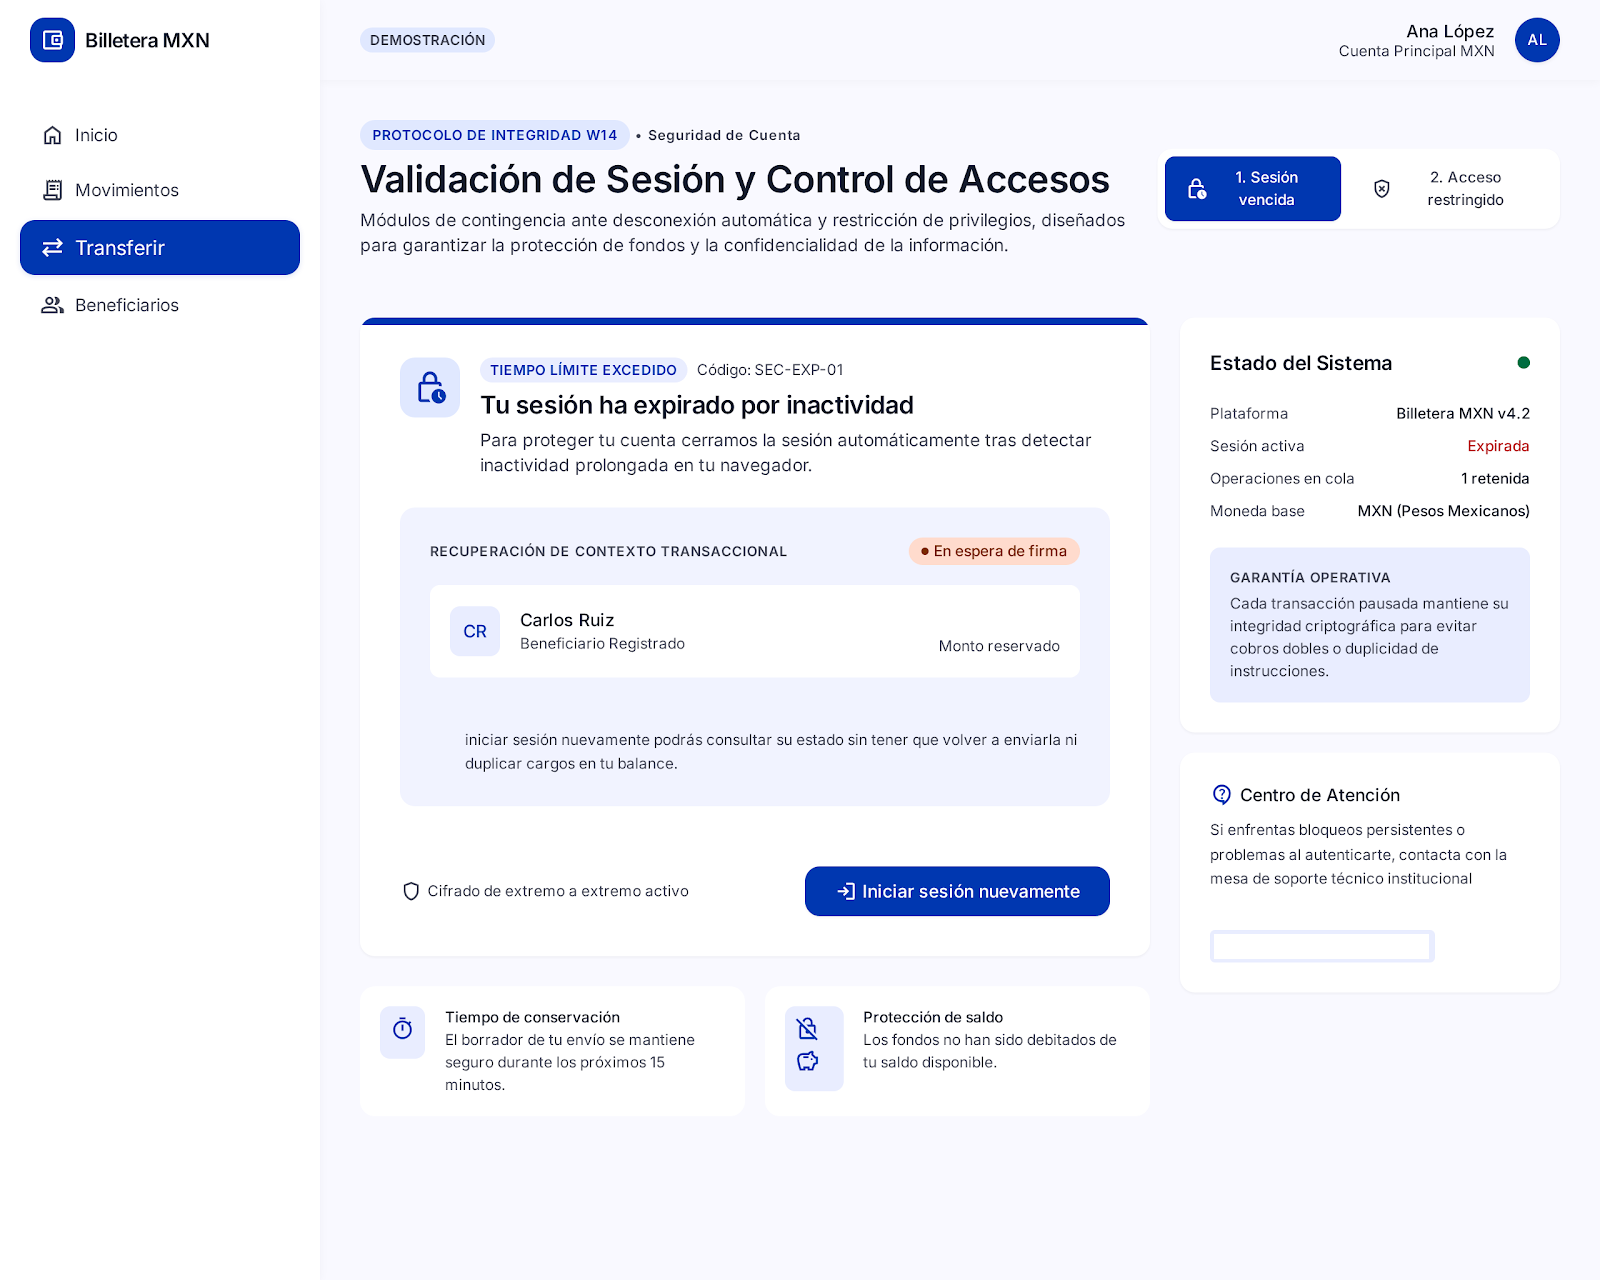 Billetera MXN
Inicio
Movimientos
Transferir
Beneficiarios
DEMOSTRACIÓN
Ana López
Cuenta Principal MXN
AL
PROTOCOLO DE INTEGRIDAD W14 • Seguridad de Cuenta
Validación de Sesión y Control de Accesos
Módulos de contingencia ante desconexión automática y restricción de privilegios, diseñados
para garantizar la protección de fondos y la confidencialidad de la información.
1. Sesión
vencida
2. Acceso
restringido
TIEMPO LÍMITE EXCEDIDO Código: SEC-EXP-01
Tu sesión ha expirado por inactividad
Para proteger tu cuenta cerramos la sesión automáticamente tras detectar
inactividad prolongada en tu navegador.
RECUPERACIÓN DE CONTEXTO TRANSACCIONAL
• En espera de firma
CR
Carlos Ruiz
Beneficiario Registrado
Monto reservado
iniciar sesión nuevamente podrás consultar su estado sin tener que volver a enviarla ni
duplicar cargos en tu balance.
Cifrado de extremo a extremo activo
Iniciar sesión nuevamente
Tiempo de conservación
El borrador de tu envío se mantiene
seguro durante los próximos 15
minutos.
Protección de saldo
Los fondos no han sido debitados de
tu saldo disponible.
Estado del Sistema
Plataforma Billetera MXN v4.2
Sesión activa Expirada
Operaciones en cola 1 retenida
Moneda base MXN (Pesos Mexicanos)
GARANTÍA OPERATIVA
Cada transacción pausada mantiene su
integridad criptográfica para evitar
cobros dobles o duplicidad de
instrucciones.
Centro de Atención
Si enfrentas bloqueos persistentes o
problemas al autenticarte, contacta con la
mesa de soporte técnico institucional